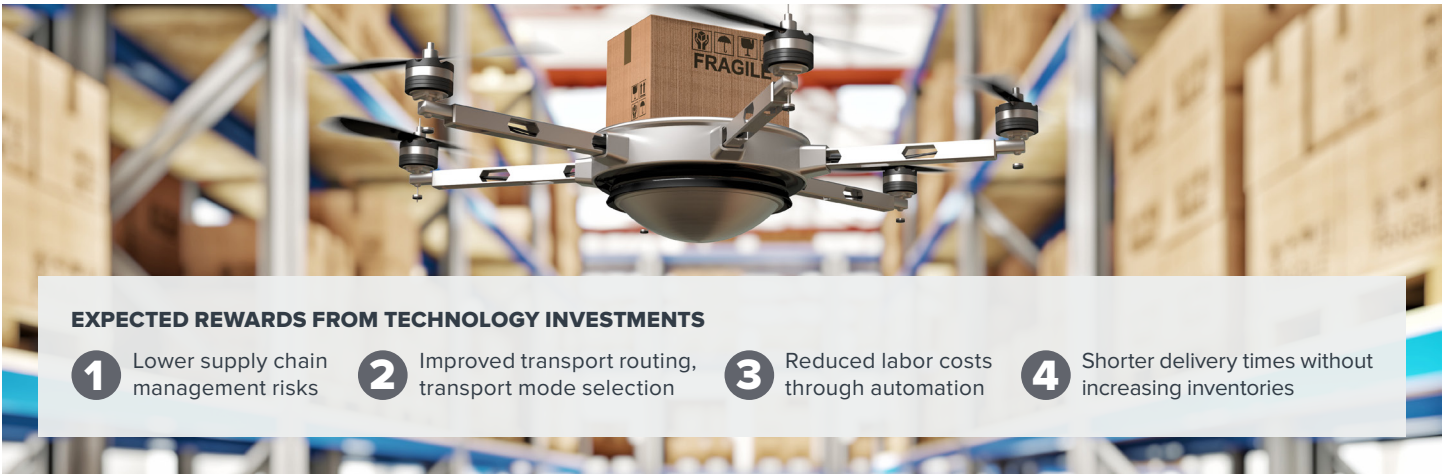 FRAGILE
EXPECTED REWARDS FROM TECHNOLOGY INVESTMENTS
1
Lower supply chain
management risks
2
Improved transport routing,
transport mode selection
3
Reduced labor costs
through automation
4
Shorter delivery times without
increasing inventories